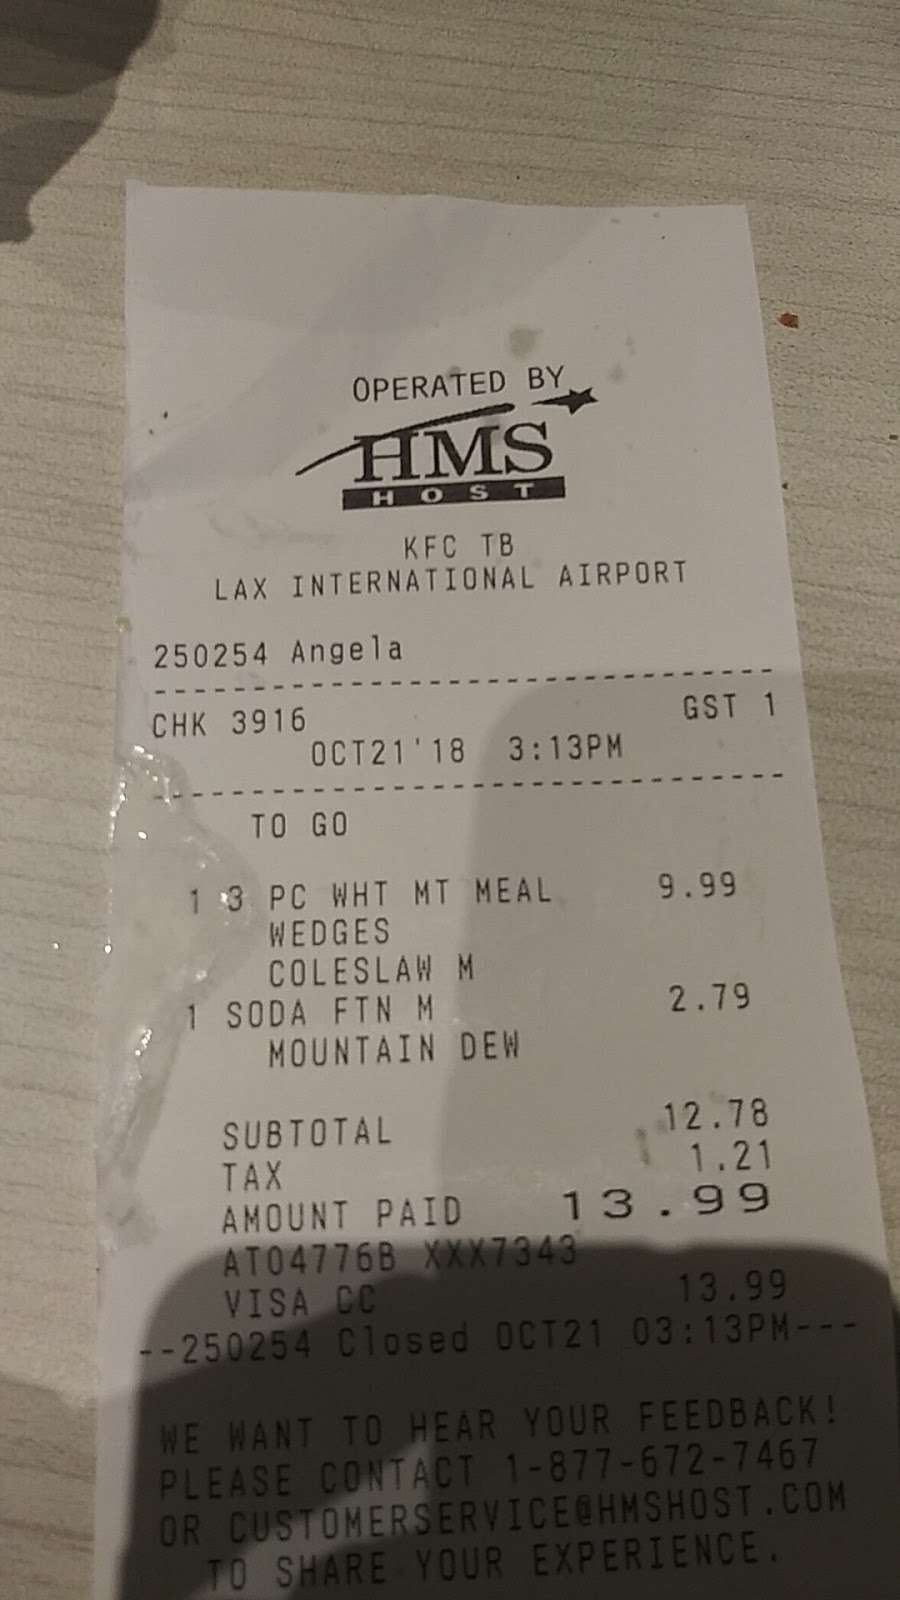 OPERATED BY
HMS
HOST
KFC TB
LAX INTERNATIONAL AIRPORT
250254 Angela
--------------------------------
CHK 3916 GST 1
OCT21'18 3:13PM
--------------------------------
TO GO
1 3 PC WHT MT MEAL 9.99
WEDGES
COLESLAW M
1 SODA FTN M 2.79
MOUNTAIN DEW
SUBTOTAL 12.78
TAX 1.21
AMOUNT PAID 13.99
AT04776B XXX7343
VISA CC 13.99
--250254 Closed OCT21 03:13PM---
WE WANT TO HEAR YOUR FEEDBACK!
PLEASE CONTACT 1-877-672-7467
OR CUSTOMERSERVICE@HMSHOST.COM
TO SHARE YOUR EXPERIENCE.